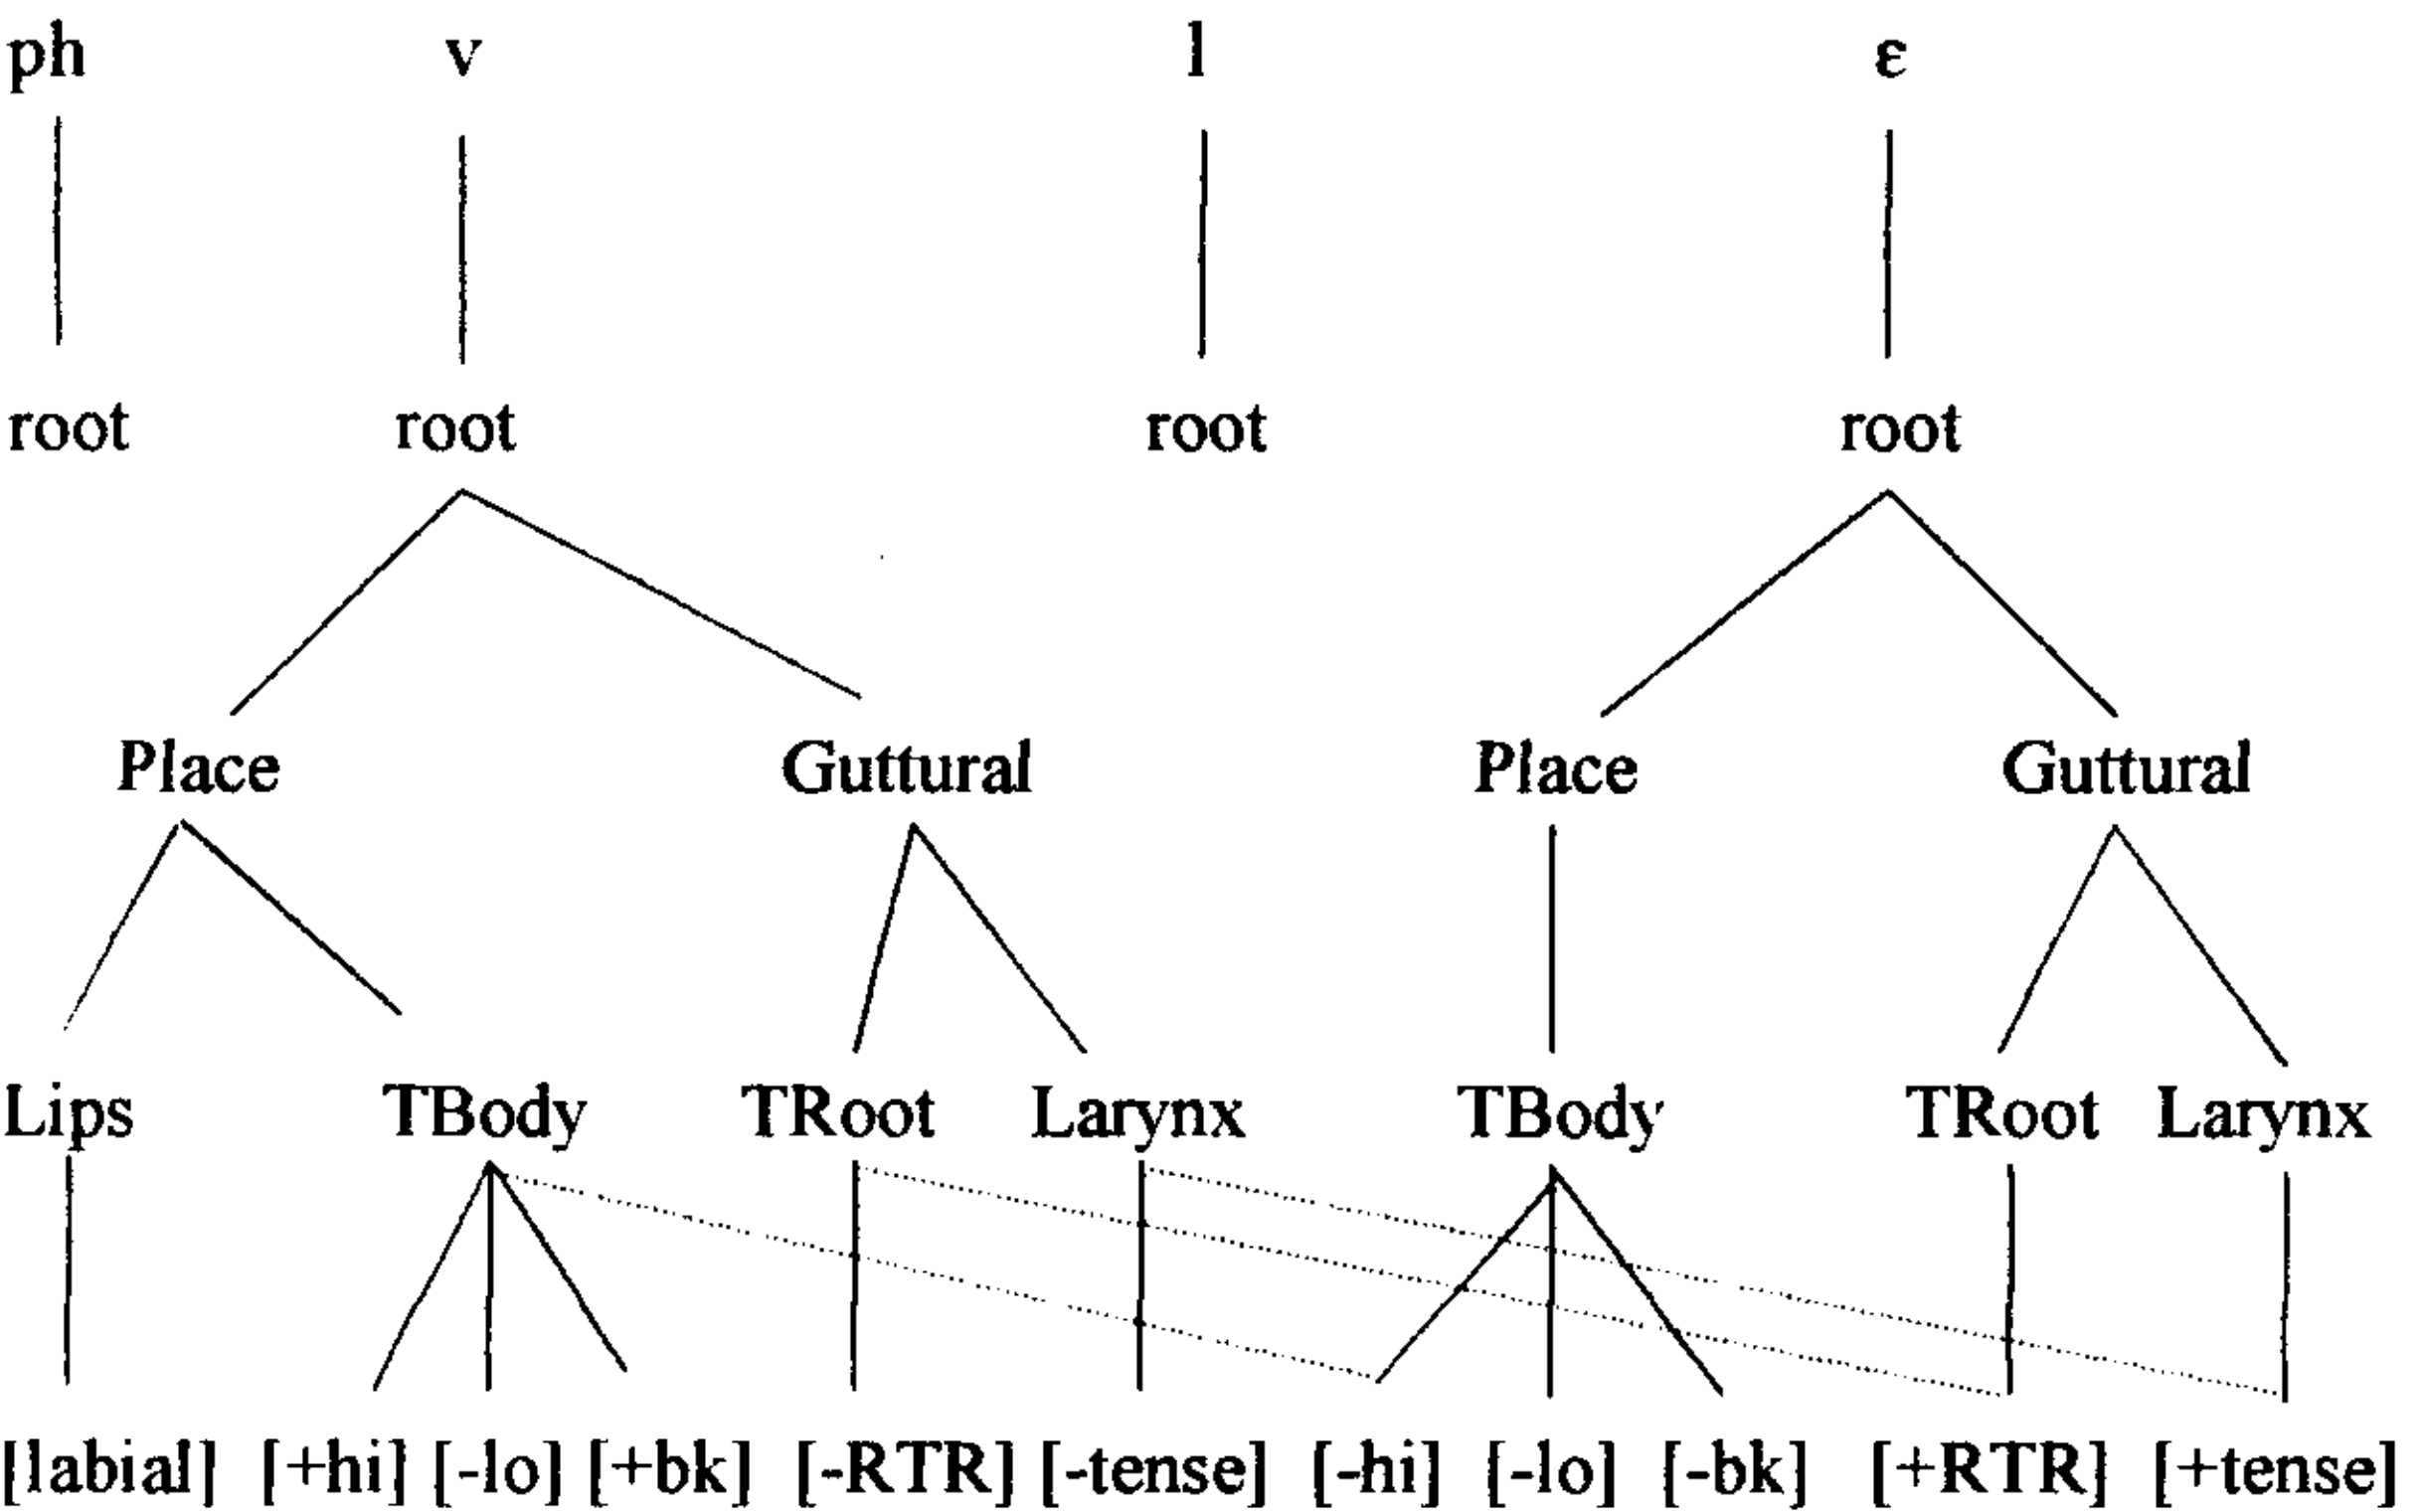 ph v l ε
root root root root
Place Guttural Place Guttural
Lips TBody TRoot Larynx TBody TRoot Larynx
[labial] [+hi] [-lo] [+bk] [-RTR] [-tense] [-hi] [-lo] [-bk] [+RTR] [+tense]